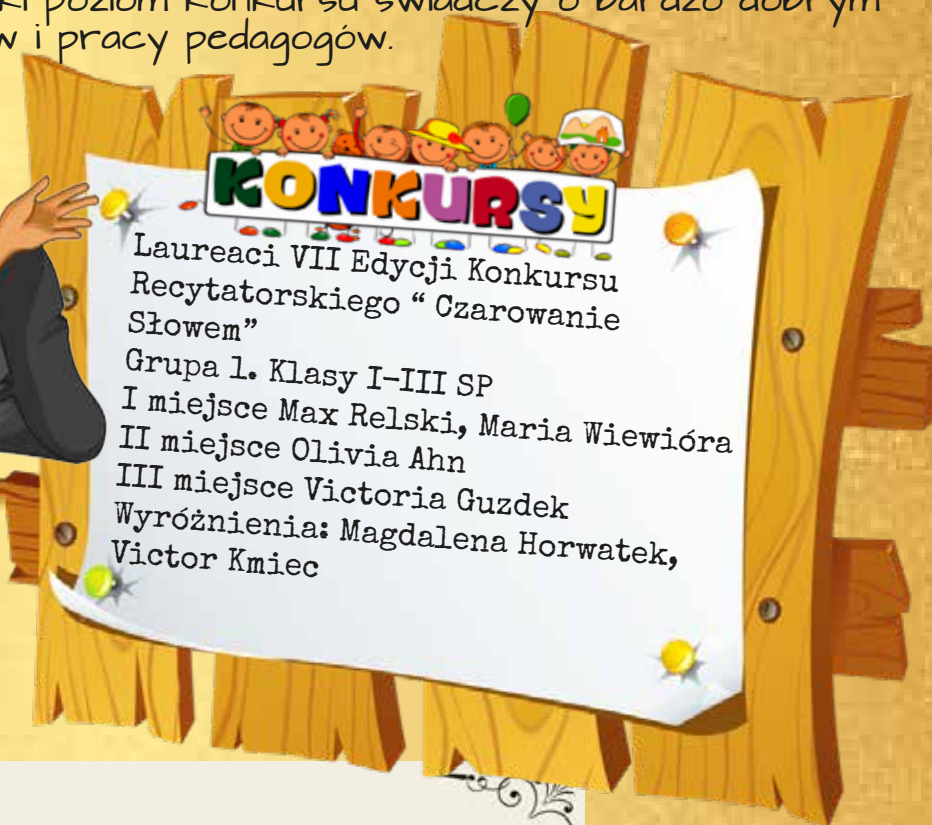 ki poziom konkursu świadczy o bardzo dobrym
w i pracy pedagogów.
KONKURSY
Laureaci VII Edycji Konkursu
Recytatorskiego “ Czarowanie
Słowem”
Grupa 1. Klasy I-III SP
I miejsce Max Relski, Maria Wiewióra
II miejsce Olivia Ahn
III miejsce Victoria Guzdek
Wyróżnienia: Magdalena Horwatek,
Victor Kmiec